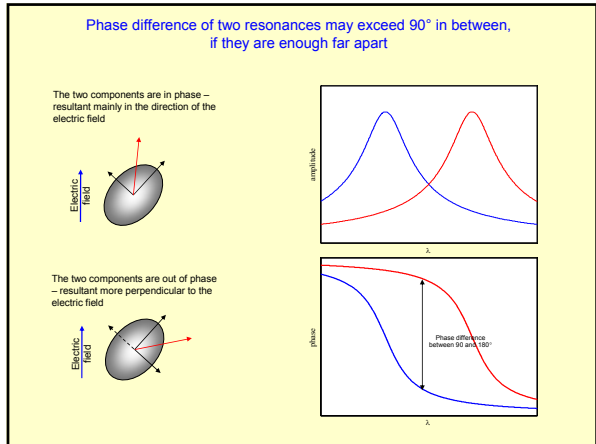 Phase difference of two resonances may exceed 90° in between,
if they are enough far apart
The two components are in phase –
resultant mainly in the direction of the
electric field
Electric
field
amplitude
λ
The two components are out of phase
– resultant more perpendicular to the
electric field
Electric
field
phase
Phase difference
between 90 and 180°
λ